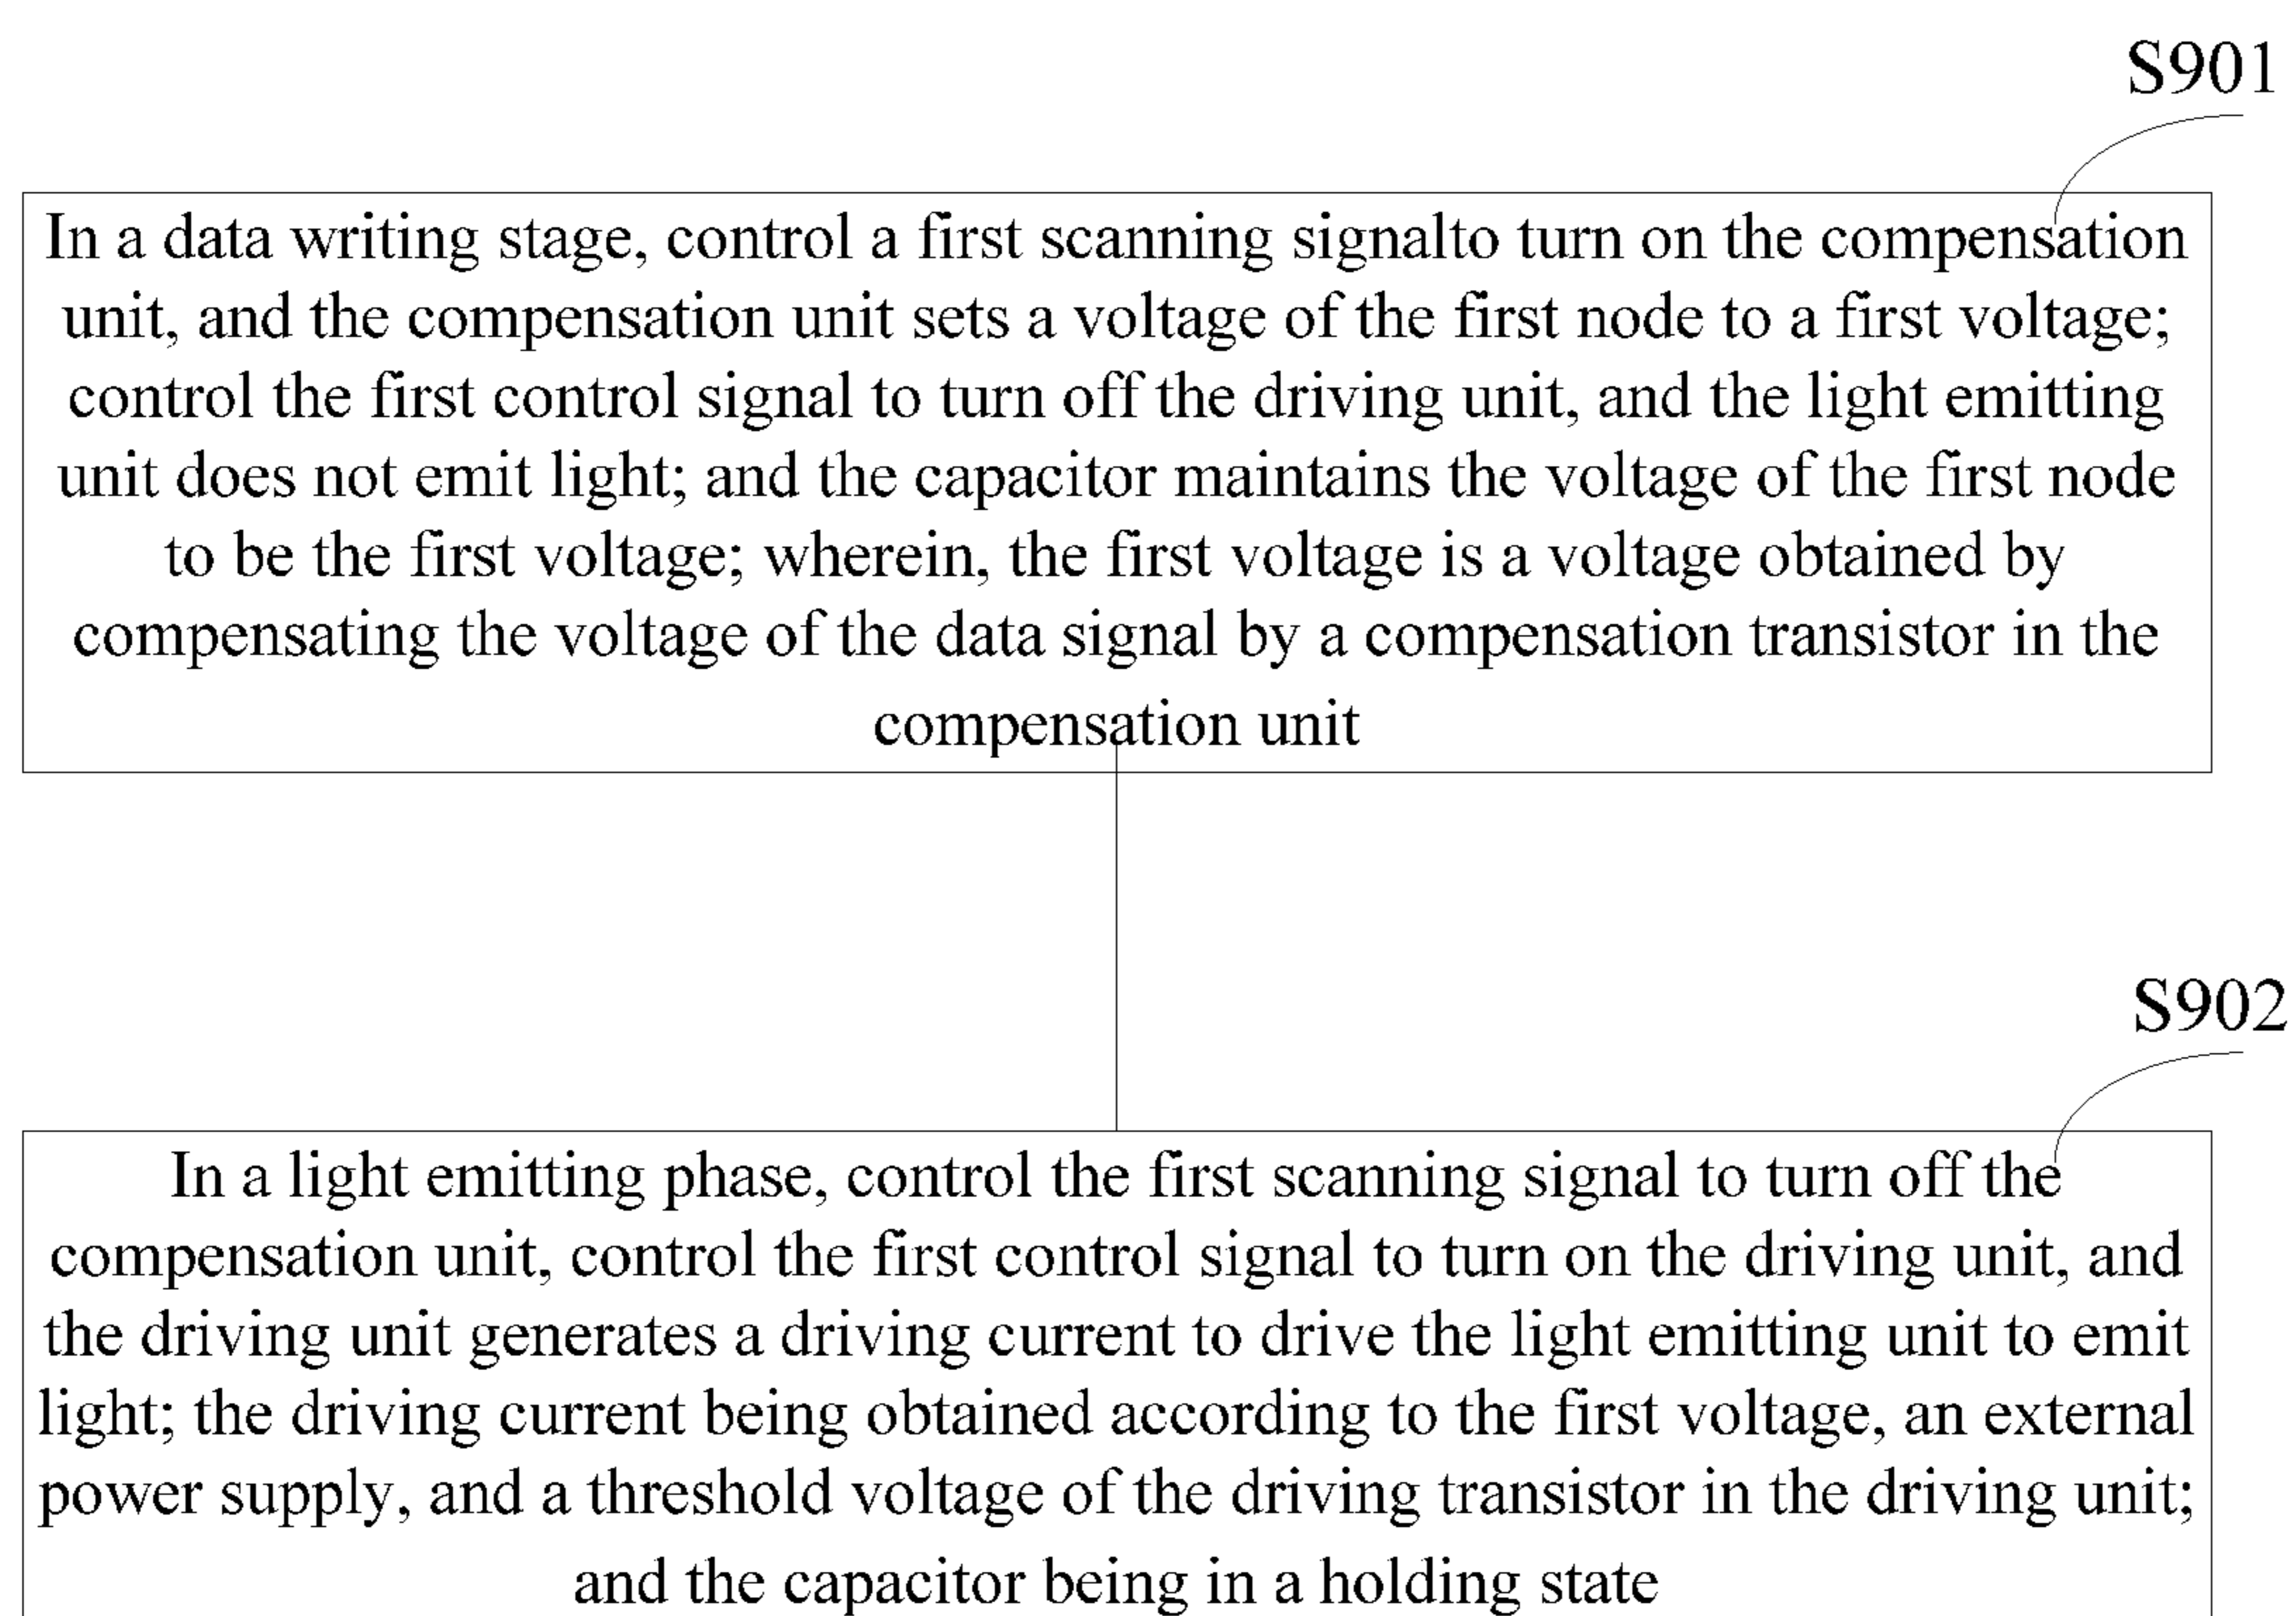 S901
In a data writing stage, control a first scanning signalto turn on the compensation
unit, and the compensation unit sets a voltage of the first node to a first voltage;
control the first control signal to turn off the driving unit, and the light emitting
unit does not emit light; and the capacitor maintains the voltage of the first node
to be the first voltage; wherein, the first voltage is a voltage obtained by
compensating the voltage of the data signal by a compensation transistor in the
compensation unit
S902
In a light emitting phase, control the first scanning signal to turn off the
compensation unit, control the first control signal to turn on the driving unit, and
the driving unit generates a driving current to drive the light emitting unit to emit
light; the driving current being obtained according to the first voltage, an external
power supply, and a threshold voltage of the driving transistor in the driving unit;
and the capacitor being in a holding state